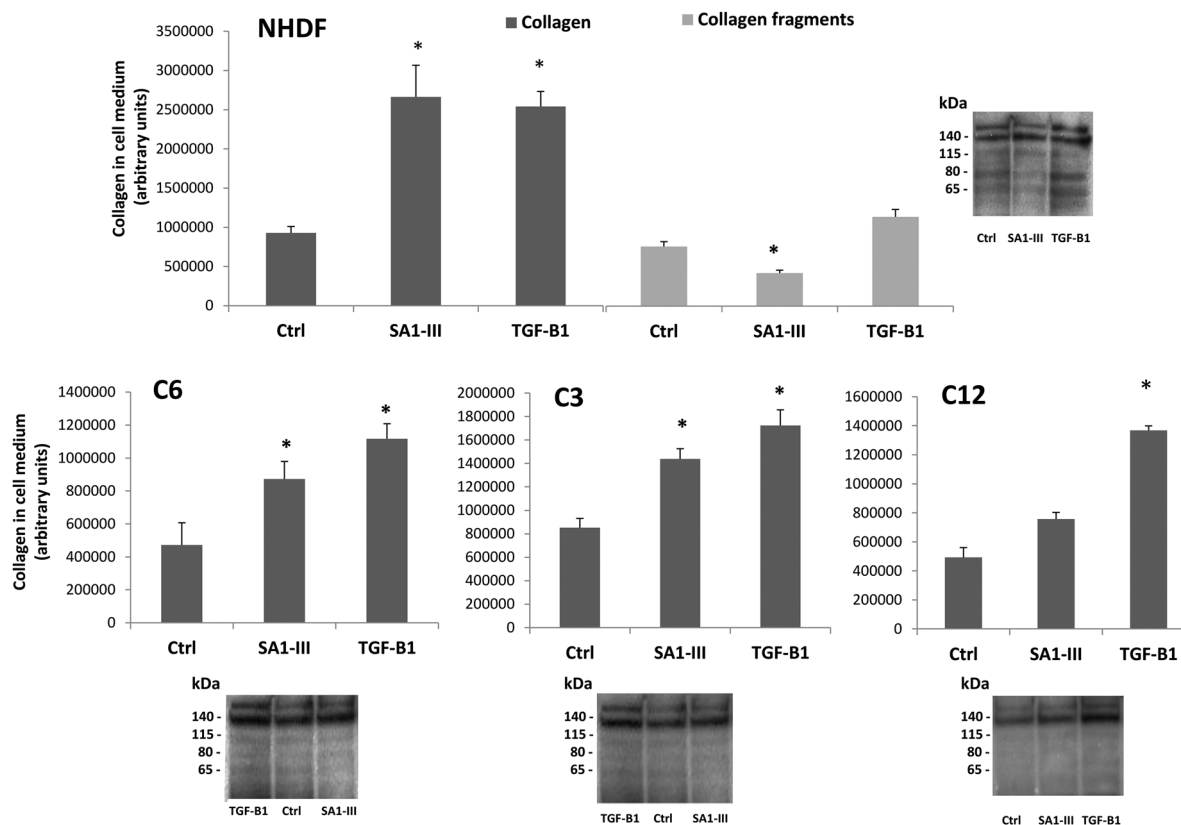 NHDF
Collagen
Collagen fragments
Collagen in cell medium
(arbitrary units)
3500000
3000000
2500000
2000000
1500000
1000000
500000
0
*
*
*
Ctrl
SA1-III
TGF-B1
Ctrl
SA1-III
TGF-B1
kDa
140 -
115 -
80 -
65 -
Ctrl SA1-III TGF-B1
C6
Collagen in cell medium
(arbitrary units)
1400000
1200000
1000000
800000
600000
400000
200000
0
*
*
Ctrl
SA1-III
TGF-B1
kDa
140 -
115 -
80 -
65 -
TGF-B1 Ctrl SA1-III
C3
2000000
1800000
1600000
1400000
1200000
1000000
800000
600000
400000
200000
0
*
*
Ctrl
SA1-III
TGF-B1
kDa
140 -
115 -
80 -
65 -
TGF-B1 Ctrl SA1-III
C12
1600000
1400000
1200000
1000000
800000
600000
400000
200000
0
*
Ctrl
SA1-III
TGF-B1
kDa
140 -
115 -
80 -
65 -
Ctrl SA1-III TGF-B1